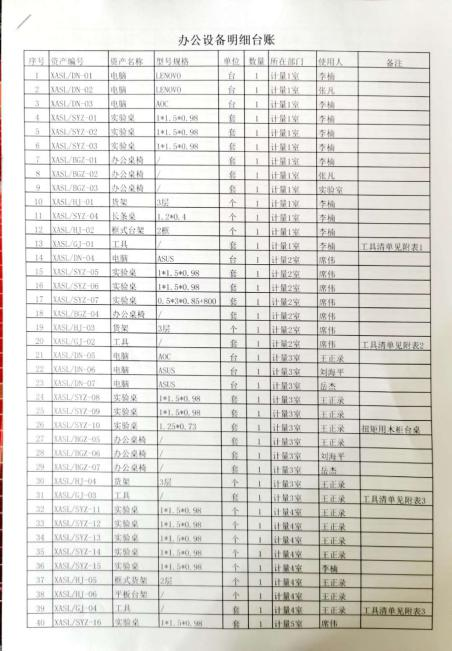 办公设备明细台账
序号 资产编号 资产名称 型号规格 单位 数量 所在部门 使用人 备注
1 XASL/DN-01 电脑 LENOVO 台 1 计量1室 李楠
2 XASL/DN-02 电脑 LENOVO 台 1 计量1室 张凡
3 XASL/DN-03 电脑 AOC 台 1 计量1室 李楠
4 XASL/SYZ-01 实验桌 1*1.5*0.98 套 1 计量1室 李楠
5 XASL/SYZ-02 实验桌 1*1.5*0.98 套 1 计量1室 李楠
6 XASL/SYZ-03 实验桌 1*1.5*0.98 套 1 计量1室 李楠
7 XASL/BGZ-01 办公桌椅 / 套 1 计量1室 李楠
8 XASL/BGZ-02 办公桌椅 / 套 1 计量1室 张凡
9 XASL/BGZ-03 办公桌椅 / 套 1 计量1室 实验室
10 XASL/HJ-01 货架 3层 个 1 计量1室 李楠
11 XASL/SYZ-04 长条桌 1.2*0.4 个 1 计量1室 李楠
12 XASL/HJ-02 框式台架 2框 个 1 计量1室 李楠
13 XASL/GJ-01 工具 / 套 1 计量1室 李楠 工具清单见附表1
14 XASL/DN-04 电脑 ASUS 台 1 计量2室 席伟
15 XASL/SYZ-05 实验桌 1*1.5*0.98 套 1 计量2室 席伟
16 XASL/SYZ-06 实验桌 1*1.5*0.98 套 1 计量2室 席伟
17 XASL/SYZ-07 实验桌 0.5*3*0.85+800 套 1 计量2室 席伟
18 XASL/BGZ-04 办公桌椅 / 套 1 计量2室 席伟
19 XASL/HJ-03 货架 3层 个 1 计量2室 席伟
20 XASL/GJ-02 工具 / 套 1 计量2室 席伟 工具清单见附表2
21 XASL/DN-05 电脑 AOC 台 1 计量3室 王正录
22 XASL/DN-06 电脑 ASUS 台 1 计量3室 刘海平
23 XASL/DN-07 电脑 ASUS 台 1 计量3室 岳杰
24 XASL/SYZ-08 实验桌 1*1.5*0.98 套 1 计量3室 王正录
25 XASL/SYZ-09 实验桌 1*1.5*0.98 套 1 计量3室 王正录
26 XASL/SYZ-10 实验桌 1.25*0.73 套 1 计量3室 王正录 扭矩用木柜台桌
27 XASL/BGZ-05 办公桌椅 / 套 1 计量3室 王正录
28 XASL/BGZ-06 办公桌椅 / 套 1 计量3室 刘海平
29 XASL/BGZ-07 办公桌椅 / 套 1 计量3室 岳杰
30 XASL/HJ-04 货架 3层 个 1 计量3室 王正录
31 XASL/GJ-03 工具 / 套 1 计量3室 王正录 工具清单见附表3
32 XASL/SYZ-11 实验桌 1*1.5*0.98 个 1 计量4室 王正录
33 XASL/SYZ-12 实验桌 1*1.5*0.98 个 1 计量4室 王正录
34 XASL/SYZ-13 实验桌 1*1.5*0.98 个 1 计量4室 王正录
35 XASL/SYZ-14 实验桌 1*1.5*0.98 个 1 计量4室 王正录
36 XASL/SYZ-15 实验桌 1*1.5*0.98 个 1 计量4室 李楠
37 XASL/HJ-05 框式货架 2层 个 1 计量4室 王正录
38 XASL/HJ-06 平板台架 / 个 1 计量4室 王正录
39 XASL/GJ-04 工具 / 套 1 计量4室 王正录 工具清单见附表3
40 XASL/SYZ-16 实验桌 1*1.5*0.98 套 1 计量5室 席伟